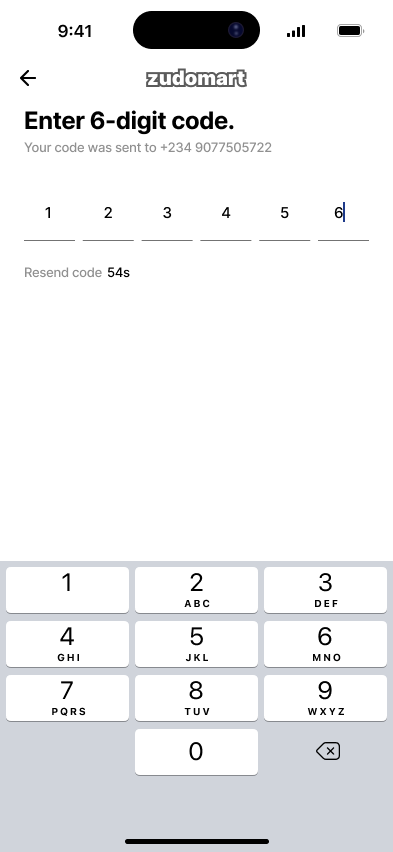 9:41
zudomart
Enter 6-digit code.
Your code was sent to +234 9077505722
1 2 3 4 5 6
Resend code 54s
1 2 3
ABC DEF
4 5 6
GHI JKL MNO
7 8 9
PQRS TUV WXYZ
0